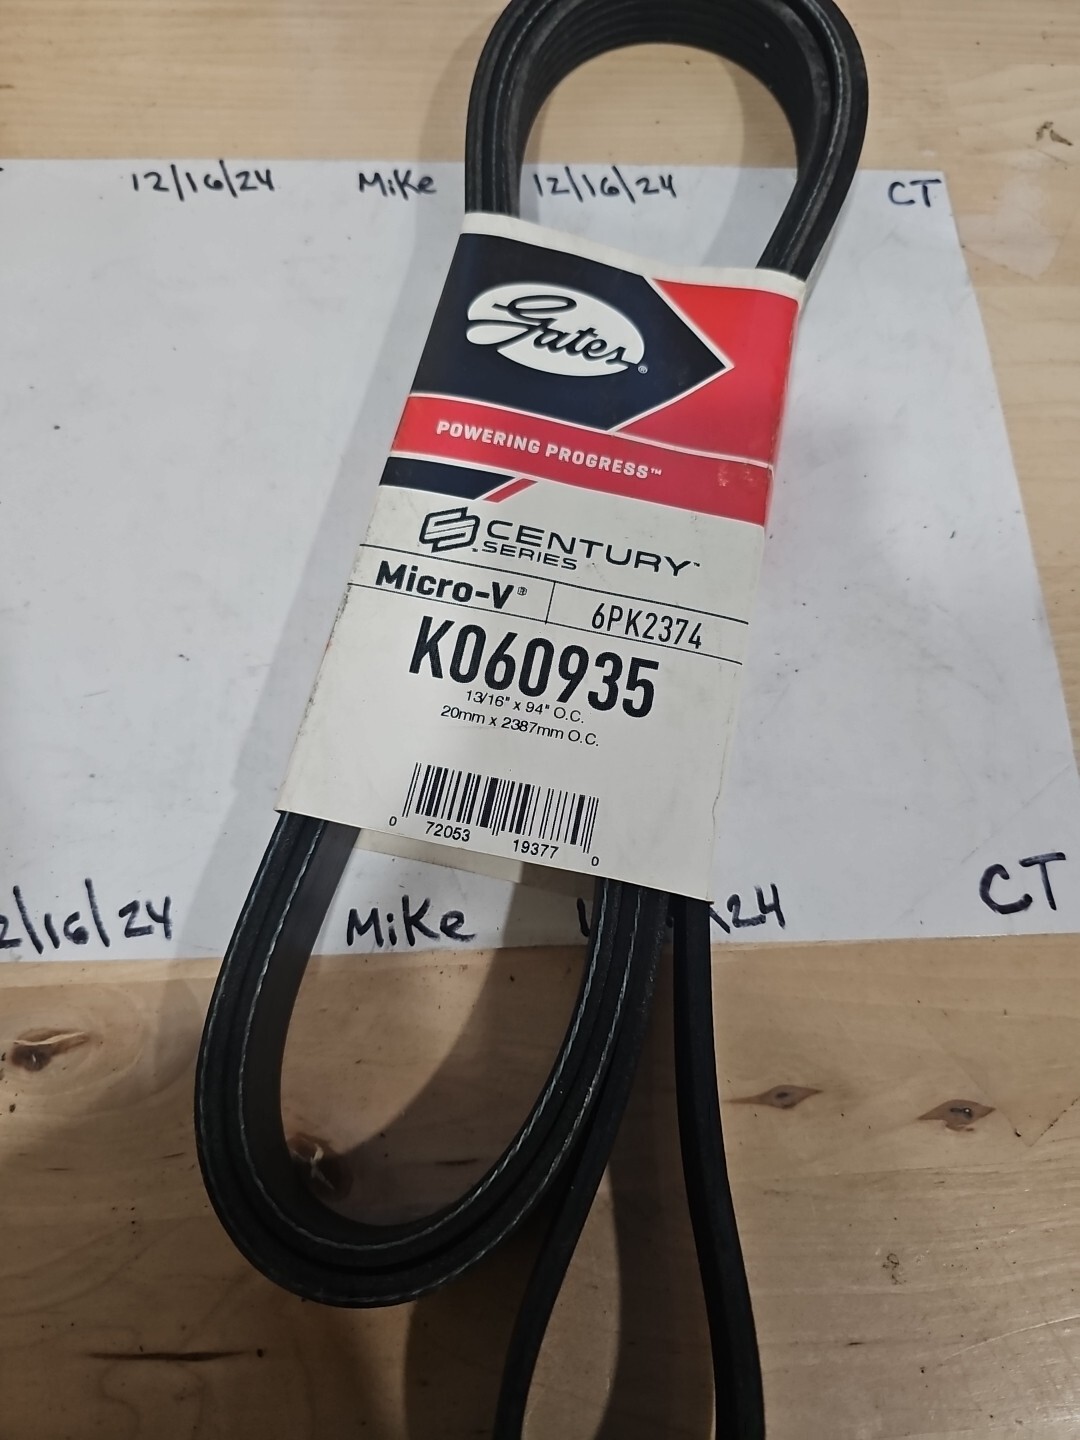 12/16/24 Mike 12/16/24 CT
Gates®
POWERING PROGRESS™
CENTURY™
SERIES
Micro-V® 6PK2374
K060935
13/16" x 94" O.C.
20mm x 2387mm O.C.
0 72053 19377 0
2/16/24 Mike /24 CT